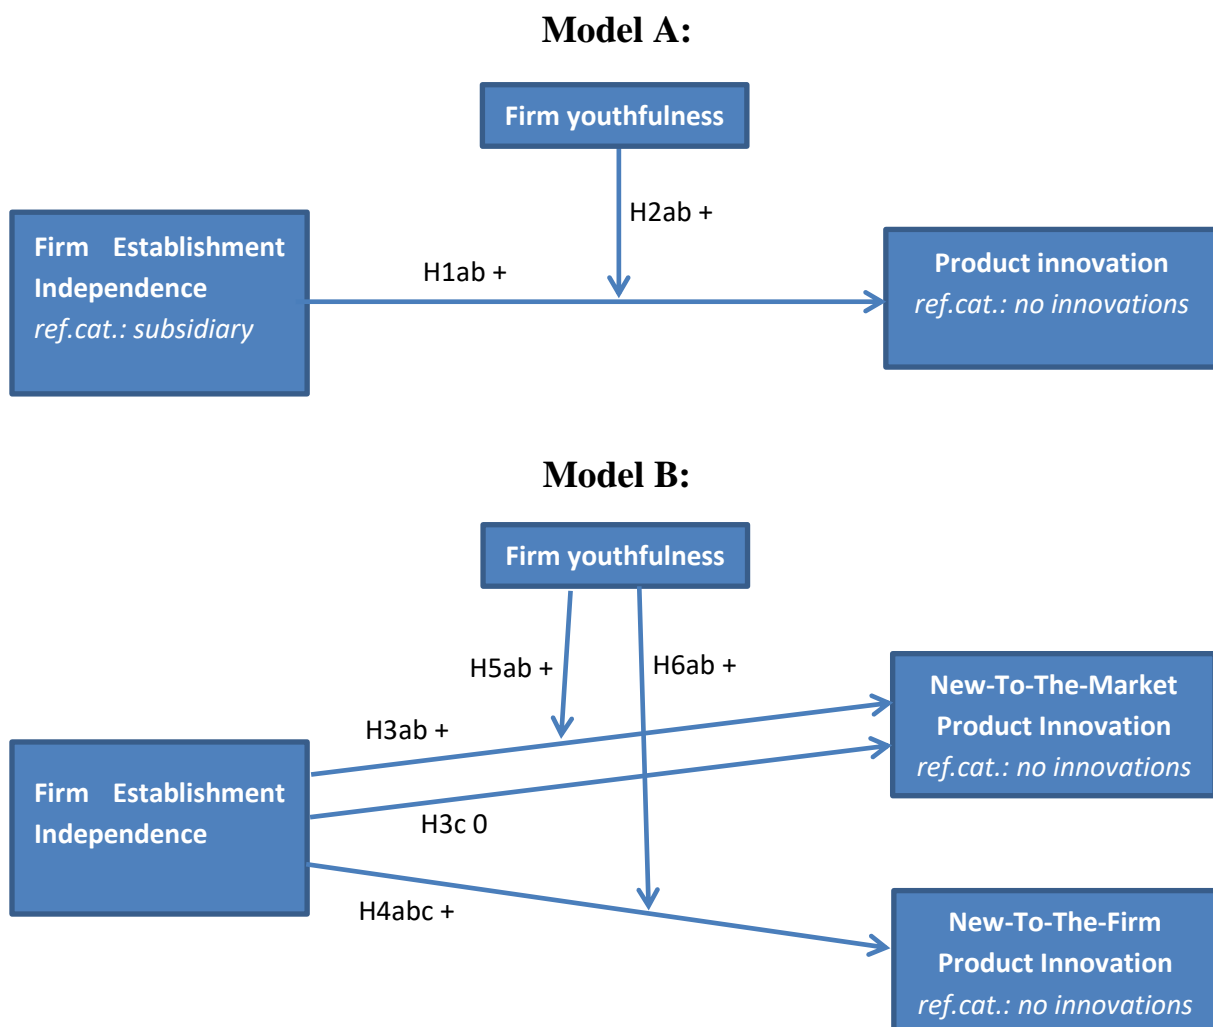 Model A:
Firm youthfulness
H2ab +
Firm Establishment
Independence
ref.cat.: subsidiary
H1ab +
Product innovation
ref.cat.: no innovations
Model B:
Firm youthfulness
H5ab +
H6ab +
New-To-The-Market
Product Innovation
ref.cat.: no innovations
H3ab +
Firm Establishment
Independence
H3c 0
H4abc +
New-To-The-Firm
Product Innovation
ref.cat.: no innovations